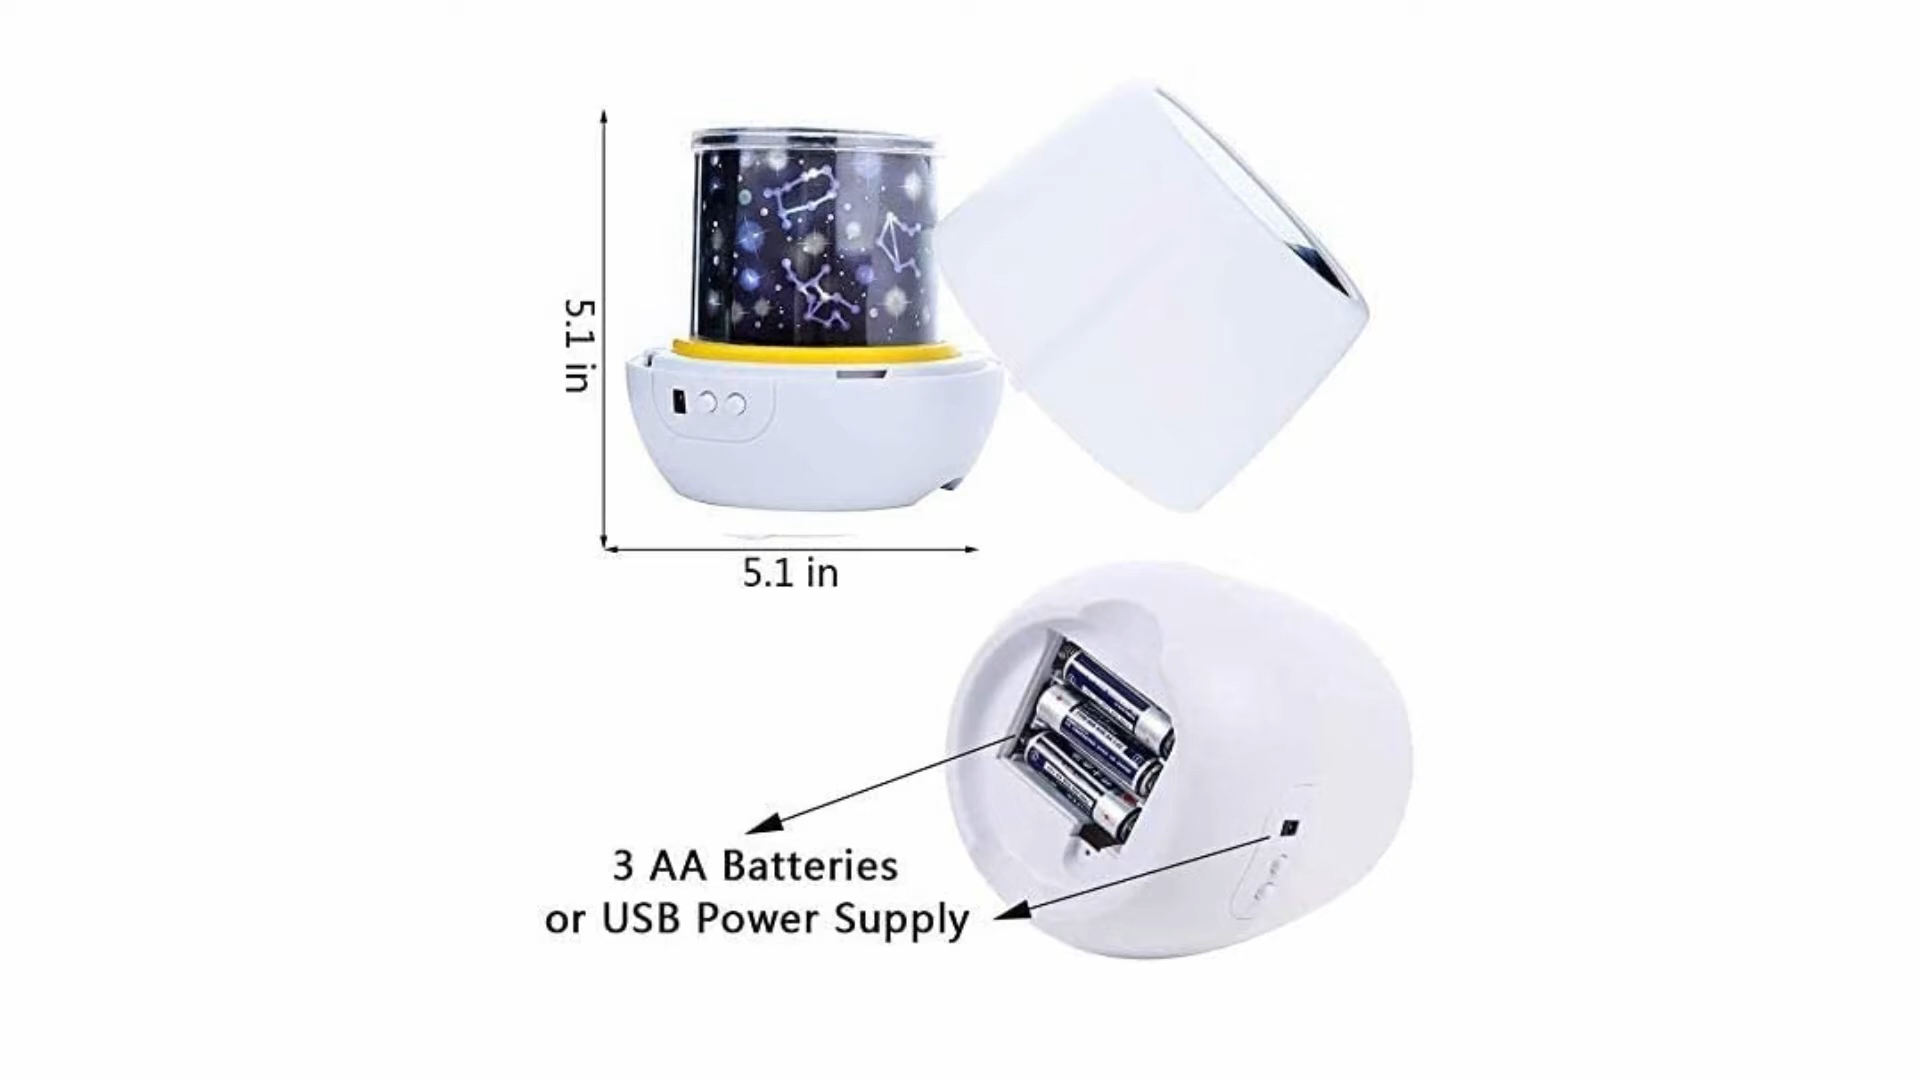 5.1 in
5.1 in
3 AA Batteries
or USB Power Supply